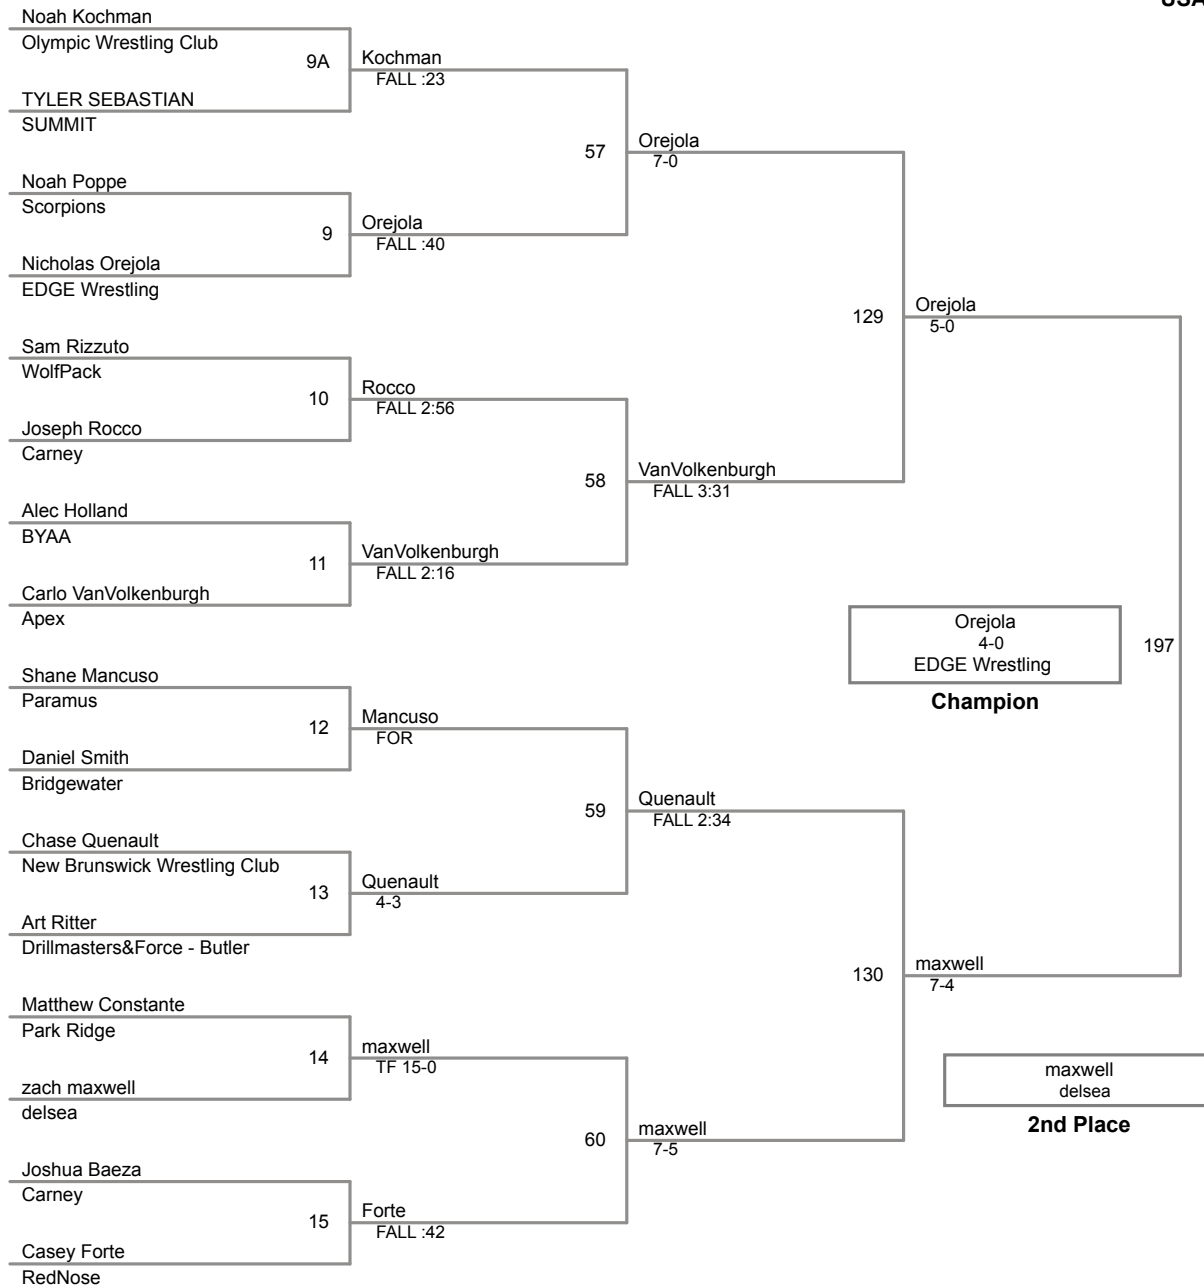 USA
Noah Kochman
Olympic Wrestling Club
9A
Kochman
FALL :23
TYLER SEBASTIAN
SUMMIT
57
Orejola
7-0
Noah Poppe
Scorpions
9
Orejola
FALL :40
Nicholas Orejola
EDGE Wrestling
129
Orejola
5-0
Sam Rizzuto
WolfPack
10
Rocco
FALL 2:56
Joseph Rocco
Carney
58
VanVolkenburgh
FALL 3:31
Alec Holland
BYAA
11
VanVolkenburgh
FALL 2:16
Carlo VanVolkenburgh
Apex
Orejola
4-0
EDGE Wrestling
197
Champion
Shane Mancuso
Paramus
12
Mancuso
FOR
Daniel Smith
Bridgewater
59
Quenault
FALL 2:34
Chase Quenault
New Brunswick Wrestling Club
13
Quenault
4-3
Art Ritter
Drillmasters&Force - Butler
130
maxwell
7-4
Matthew Constante
Park Ridge
14
maxwell
TF 15-0
zach maxwell
delsea
maxwell
delsea
2nd Place
60
maxwell
7-5
Joshua Baeza
Carney
15
Forte
FALL :42
Casey Forte
RedNose